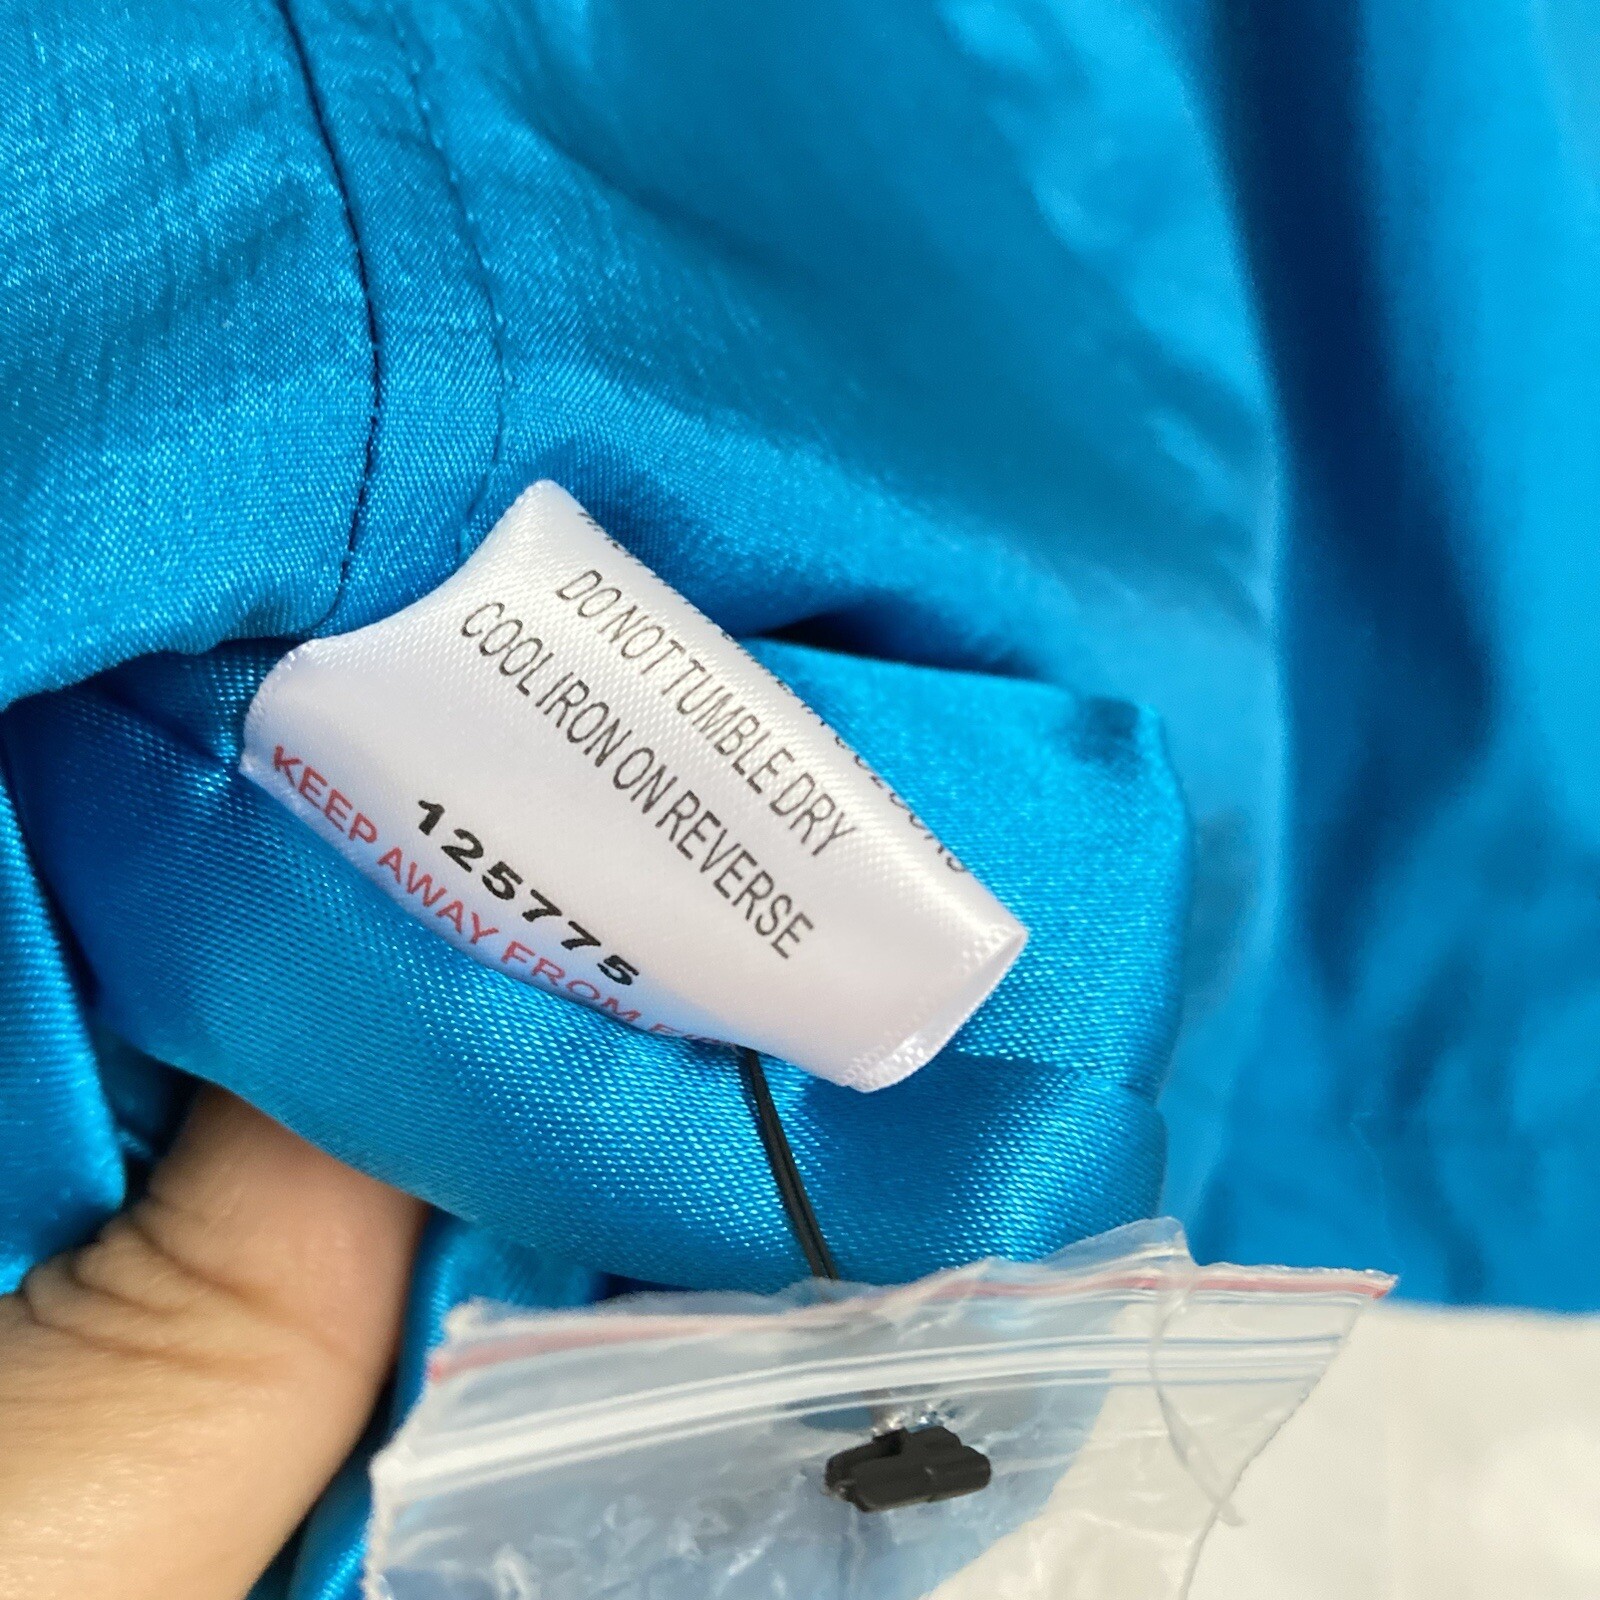 DO NOT TUMBLE DRY
COOL IRON ON REVERSE
125775
KEEP AWAY FROM